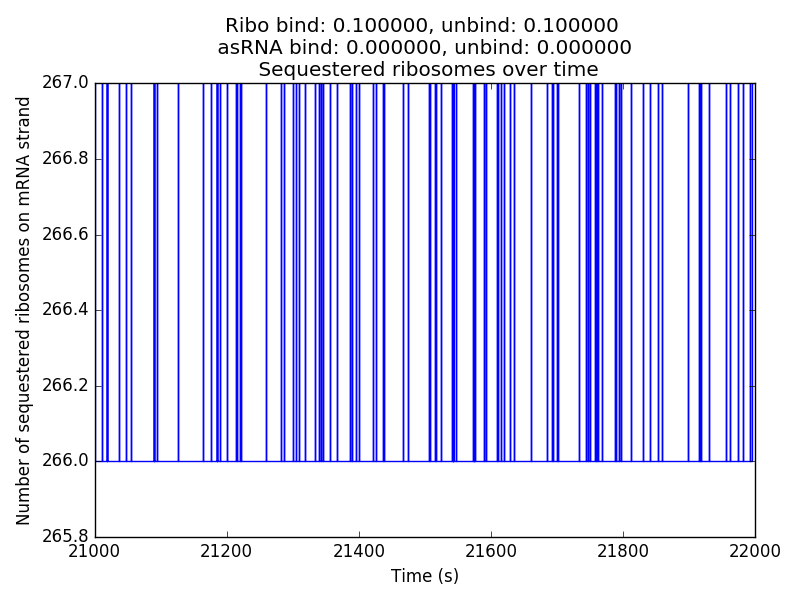 Ribo bind: 0.100000, unbind: 0.100000
asRNA bind: 0.000000, unbind: 0.000000
Sequestered ribosomes over time
Number of sequestered ribosomes on mRNA strand
267.0
266.8
266.6
266.4
266.2
266.0
265.8
21000 21200 21400 21600 21800 22000
Time (s)